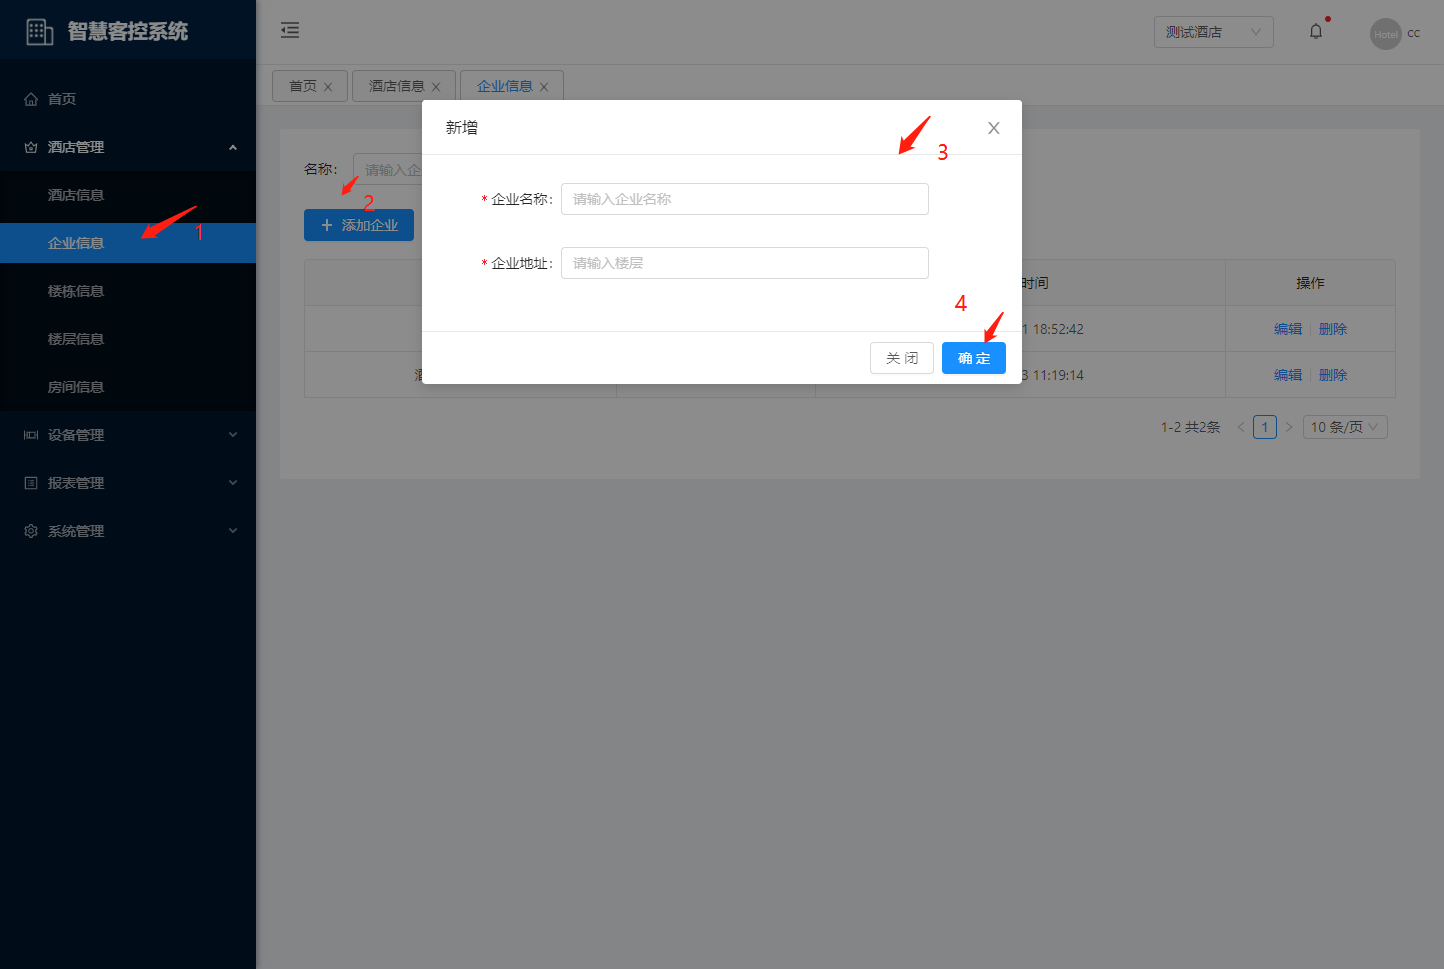 智慧客控系统
首页
酒店管理
酒店信息
企业信息
1
楼栋信息
楼层信息
房间信息
设备管理
报表管理
系统管理
测试酒店
Hotel
cc
首页
酒店信息
企业信息
名称：
请输入企
2
添加企业
新增
3
* 企业名称：
请输入企业名称
* 企业地址：
请输入楼层
4
关 闭
确 定
时间
操作
1 18:52:42
编辑
删除
3 11:19:14
编辑
删除
1-2 共2条
1
10 条/页